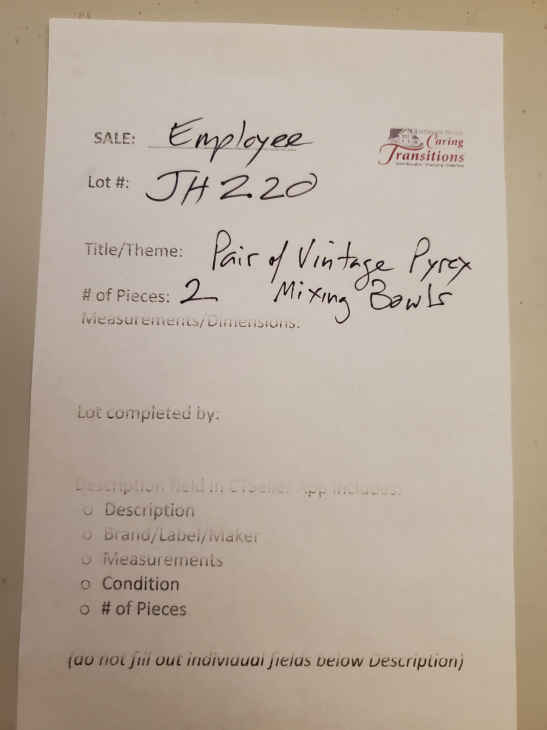 SALE: Employee
Caring
Transitions
Lot #: JH220
Title/Theme: Pair of Vintage Pyrex
# of Pieces: 2 Mixing Bowls
Measurements/Dimensions:
Lot completed by:
Description field in CTSeller App includes:
o Description
o Brand/Label/Maker
o Measurements
o Condition
o # of Pieces
(do not fill out individual fields below Description)